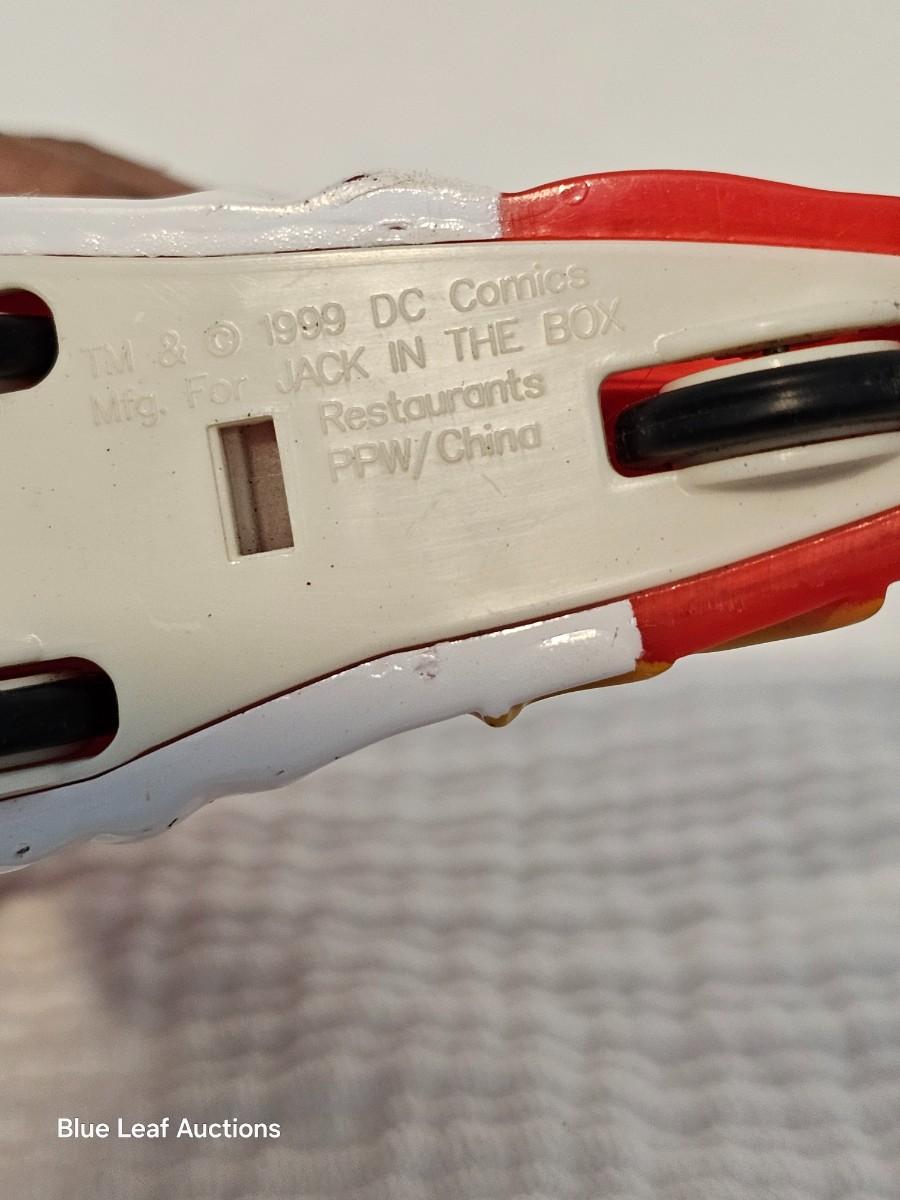 TM & © 1999 DC Comics
Mfg. For JACK IN THE BOX
Restaurants
PPW/China
Blue Leaf Auctions